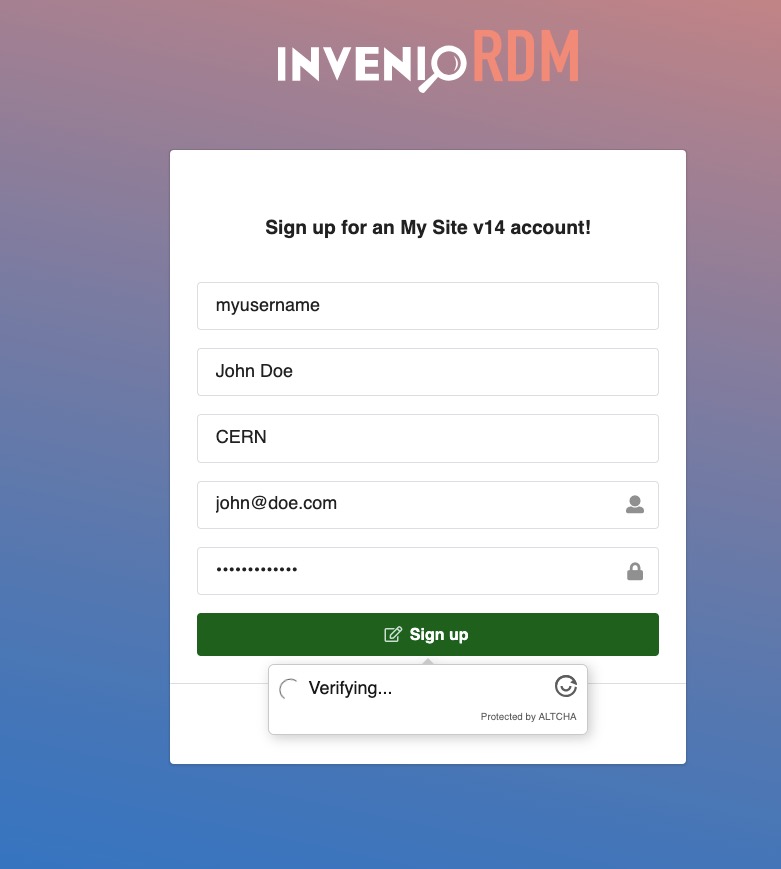 INVENIO RDM
Sign up for an My Site v14 account!
myusername
John Doe
CERN
john@doe.com
•••••••••••••
Sign up
Verifying...
Protected by ALTCHA